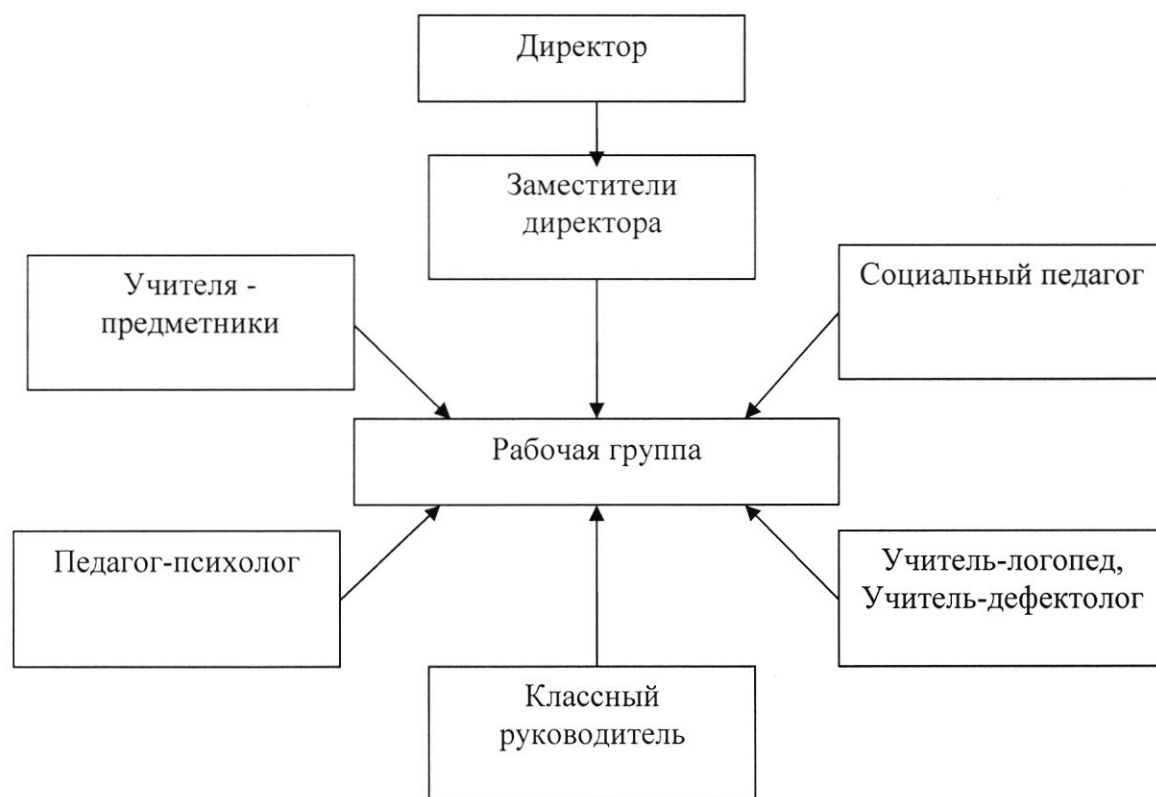 Директор
Заместители
директора
Учителя -
предметники
Социальный педагог
Рабочая группа
Педагог-психолог
Учитель-логопед,
Учитель-дефектолог
Классный
руководитель